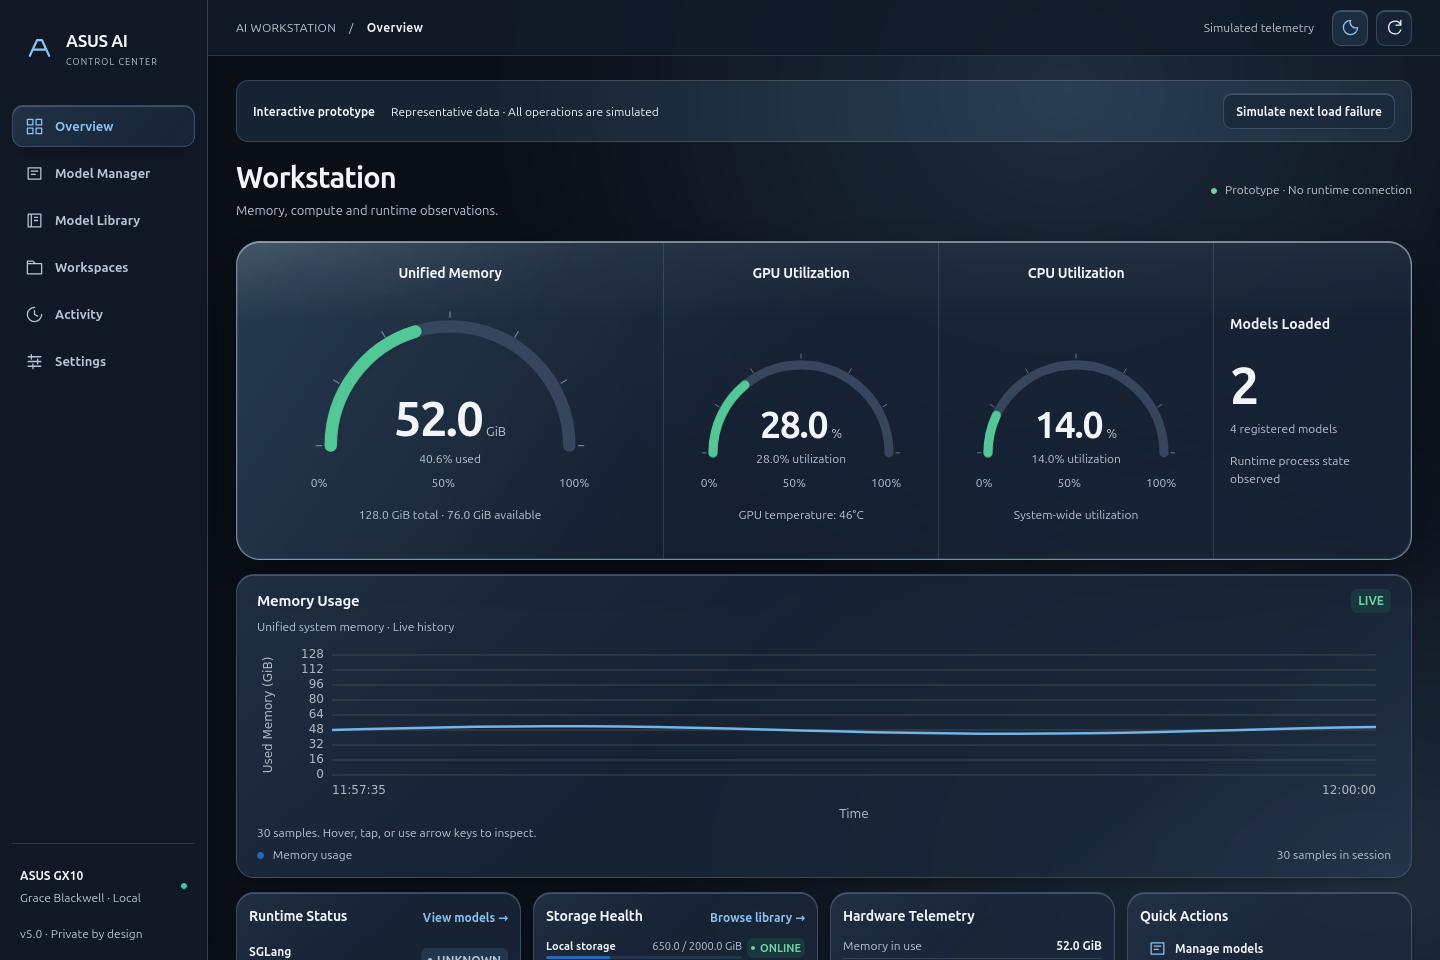 ASUS AI
CONTROL CENTER
Overview
Model Manager
Model Library
Workspaces
Activity
Settings
ASUS GX10
Grace Blackwell · Local
v5.0 · Private by design
AI WORKSTATION / Overview
Simulated telemetry
Interactive prototype Representative data · All operations are simulated
Simulate next load failure
Workstation
Memory, compute and runtime observations.
Prototype · No runtime connection
Unified Memory
52.0 GiB
40.6% used
0% 50% 100%
128.0 GiB total · 76.0 GiB available
GPU Utilization
28.0 %
28.0% utilization
0% 50% 100%
GPU temperature: 46°C
CPU Utilization
14.0 %
14.0% utilization
0% 50% 100%
System-wide utilization
Models Loaded
2
4 registered models
Runtime process state
observed
Memory Usage
LIVE
Unified system memory · Live history
Used Memory (GiB)
128
112
96
80
64
48
32
16
0
11:57:35 12:00:00
Time
30 samples. Hover, tap, or use arrow keys to inspect.
Memory usage
30 samples in session
Runtime Status
View models →
SGLang
UNKNOWN
Storage Health
Browse library →
Local storage 650.0 / 2000.0 GiB ONLINE
Hardware Telemetry
Memory in use 52.0 GiB
Quick Actions
Manage models